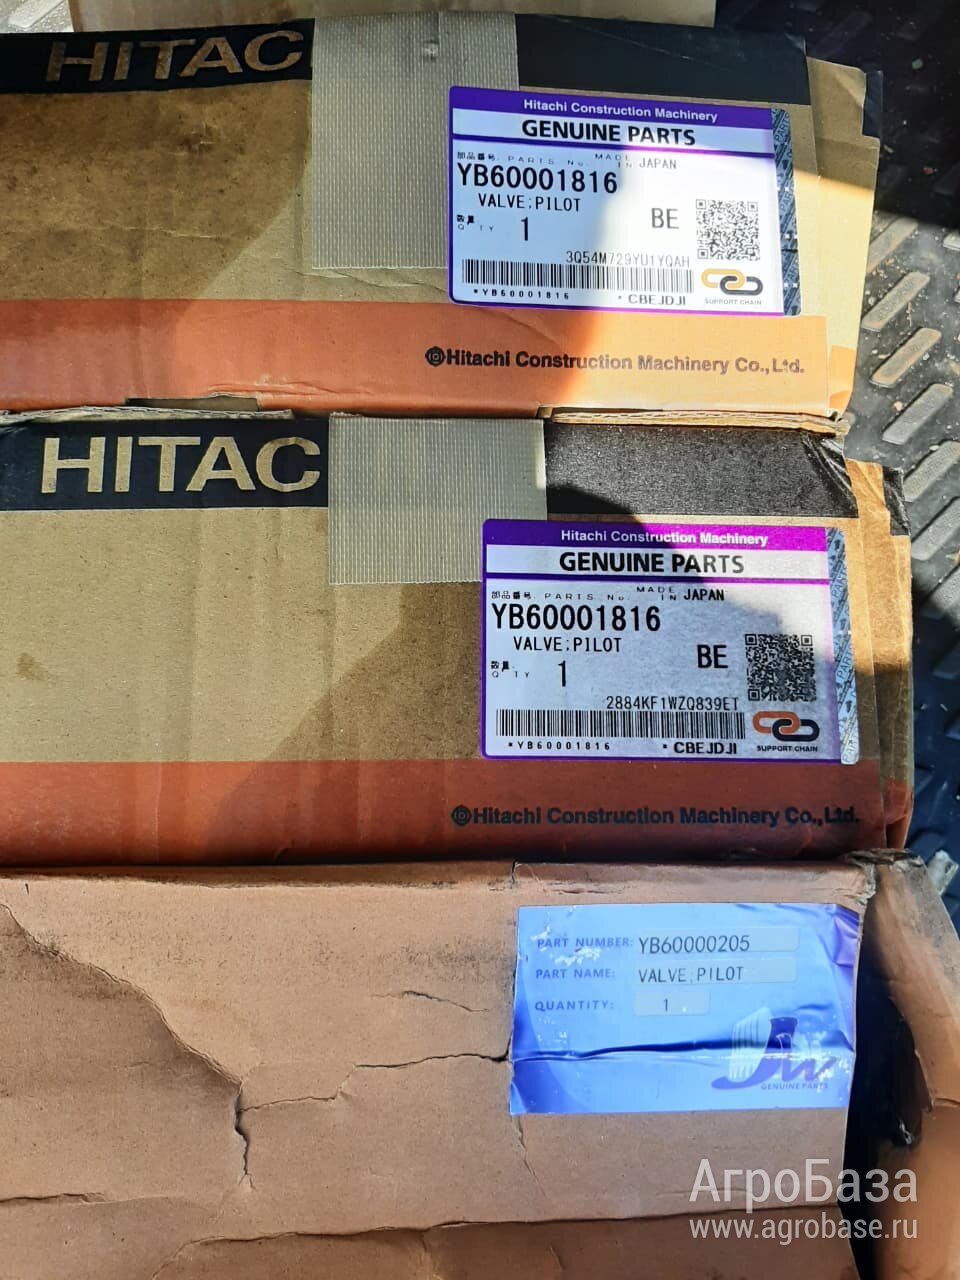 HITAC
Hitachi Construction Machinery
GENUINE PARTS
部品番号. PARTS No. MADE IN JAPAN
YB60001816
VALVE;PILOT
数量. Q'TY 1 BE
3Q54M729YU1YQAH
*YB60001816 * CBEJDJI
SUPPORT CHAIN
Hitachi Construction Machinery Co.,Ltd.
HITAC
Hitachi Construction Machinery
GENUINE PARTS
部品番号. PARTS No. MADE IN JAPAN
YB60001816
VALVE;PILOT
数量. Q'TY 1 BE
2884KF1WZQ839ET
*YB60001816 * CBEJDJI
SUPPORT CHAIN
Hitachi Construction Machinery Co.,Ltd.
PART NUMBER: YB60000205
PART NAME: VALVE;PILOT
QUANTITY: 1
GENUINE PARTS
АгроБаза
www.agrobase.ru